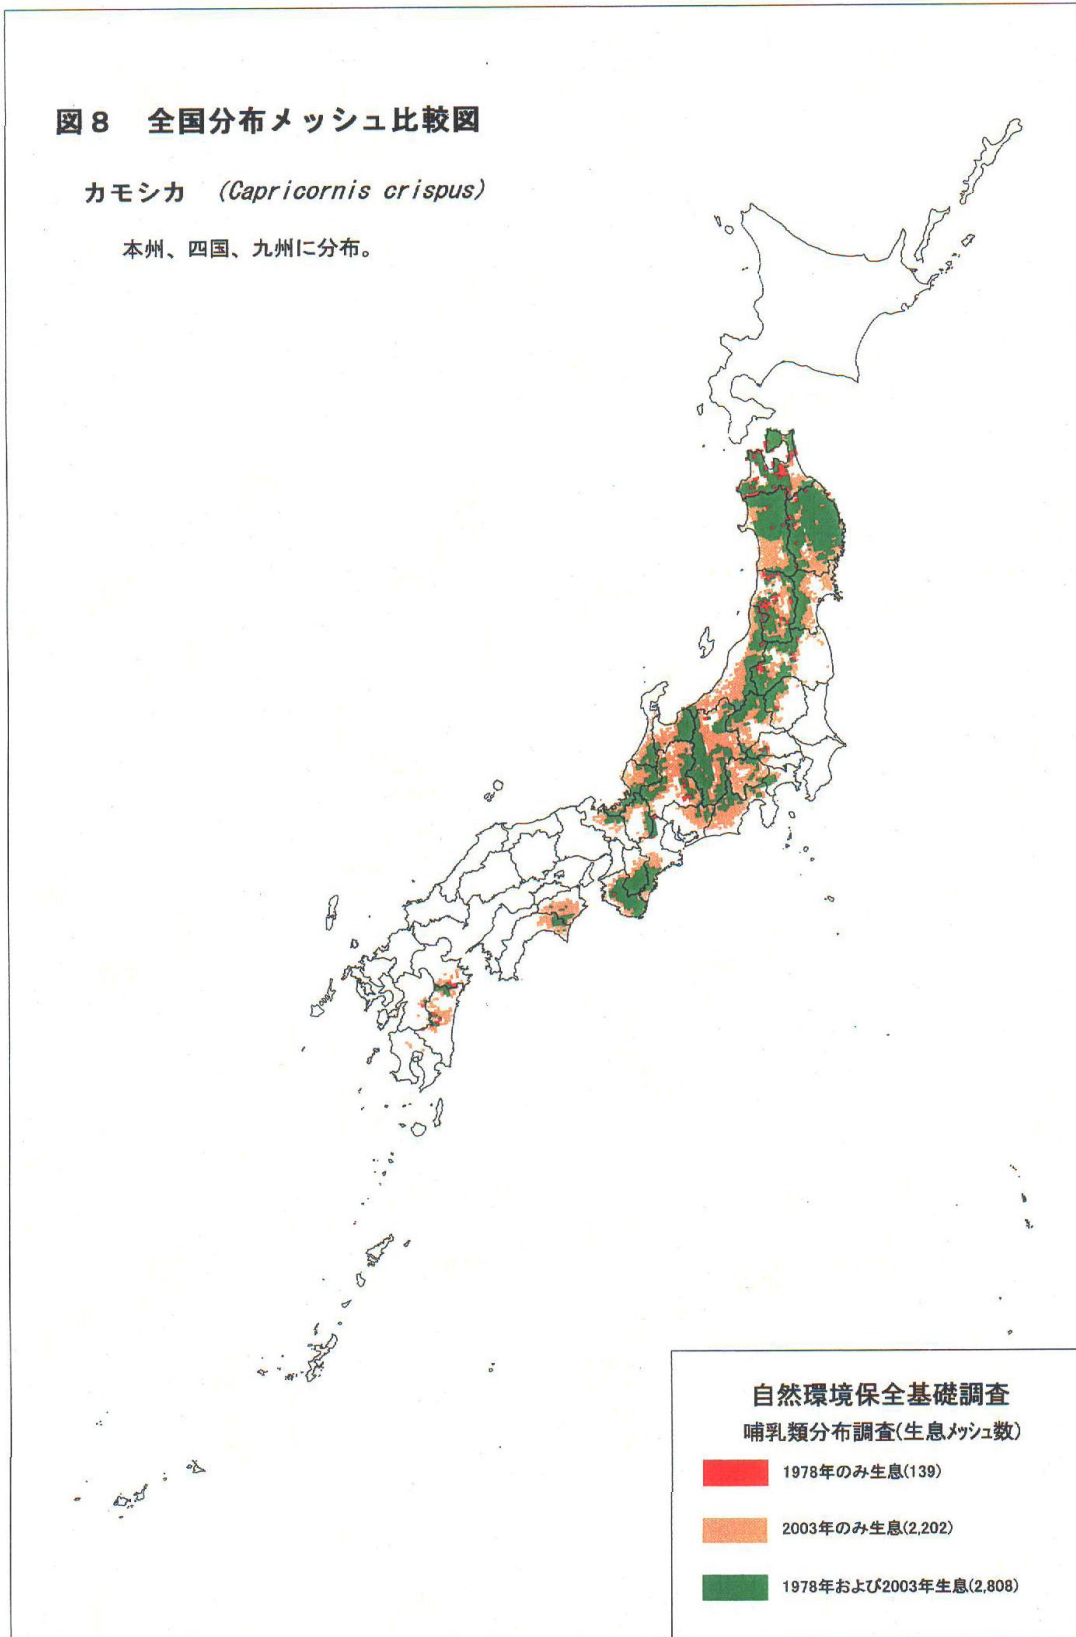 図8 全国分布メッシュ比較図
カモシカ (Capricornis crispus)
本州、四国、九州に分布。
自然環境保全基礎調査
哺乳類分布調査(生息メッシュ数)
1978年のみ生息(139)
2003年のみ生息(2,202)
1978年および2003年生息(2,808)